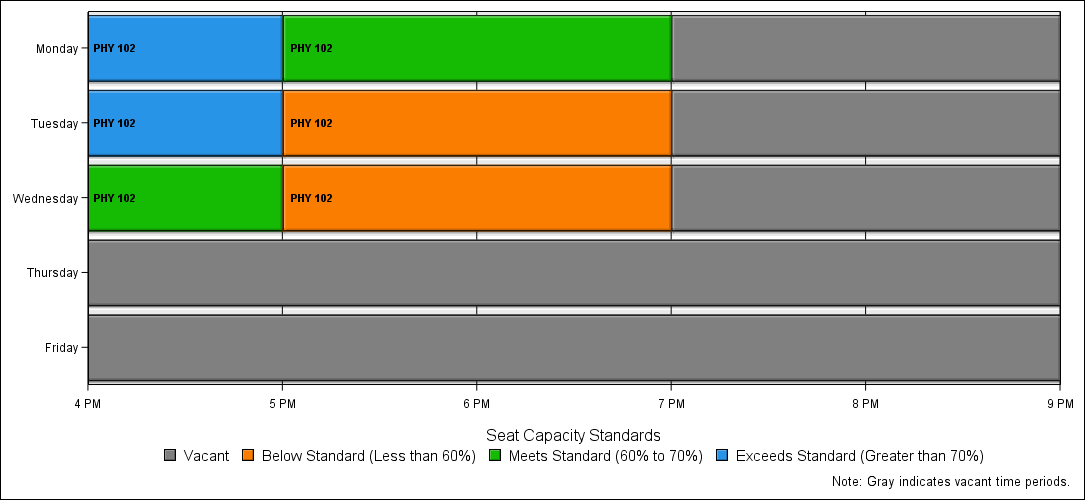 Monday PHY 102 PHY 102
Tuesday PHY 102 PHY 102
Wednesday PHY 102 PHY 102
Thursday
Friday
4 PM 5 PM 6 PM 7 PM 8 PM 9 PM
Seat Capacity Standards
Vacant Below Standard (Less than 60%) Meets Standard (60% to 70%) Exceeds Standard (Greater than 70%)
Note: Gray indicates vacant time periods.